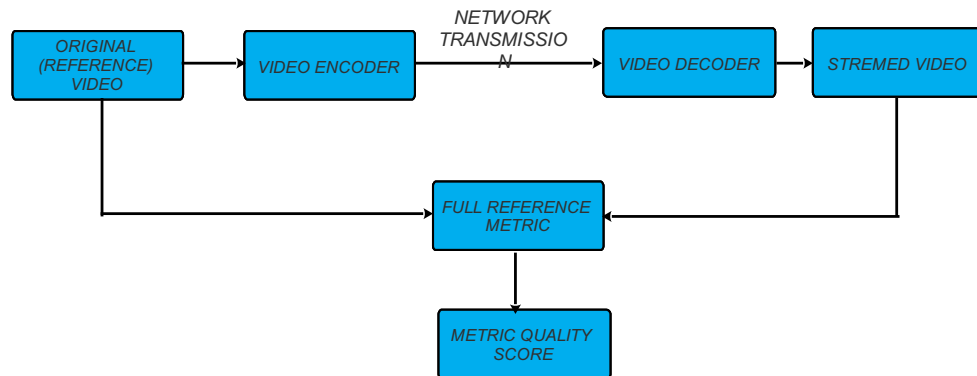 NETWORK
TRANSMISSIO
N
ORIGINAL
(REFERENCE)
VIDEO
VIDEO ENCODER
VIDEO DECODER
STREMED VIDEO
FULL REFERENCE
METRIC
METRIC QUALITY
SCORE